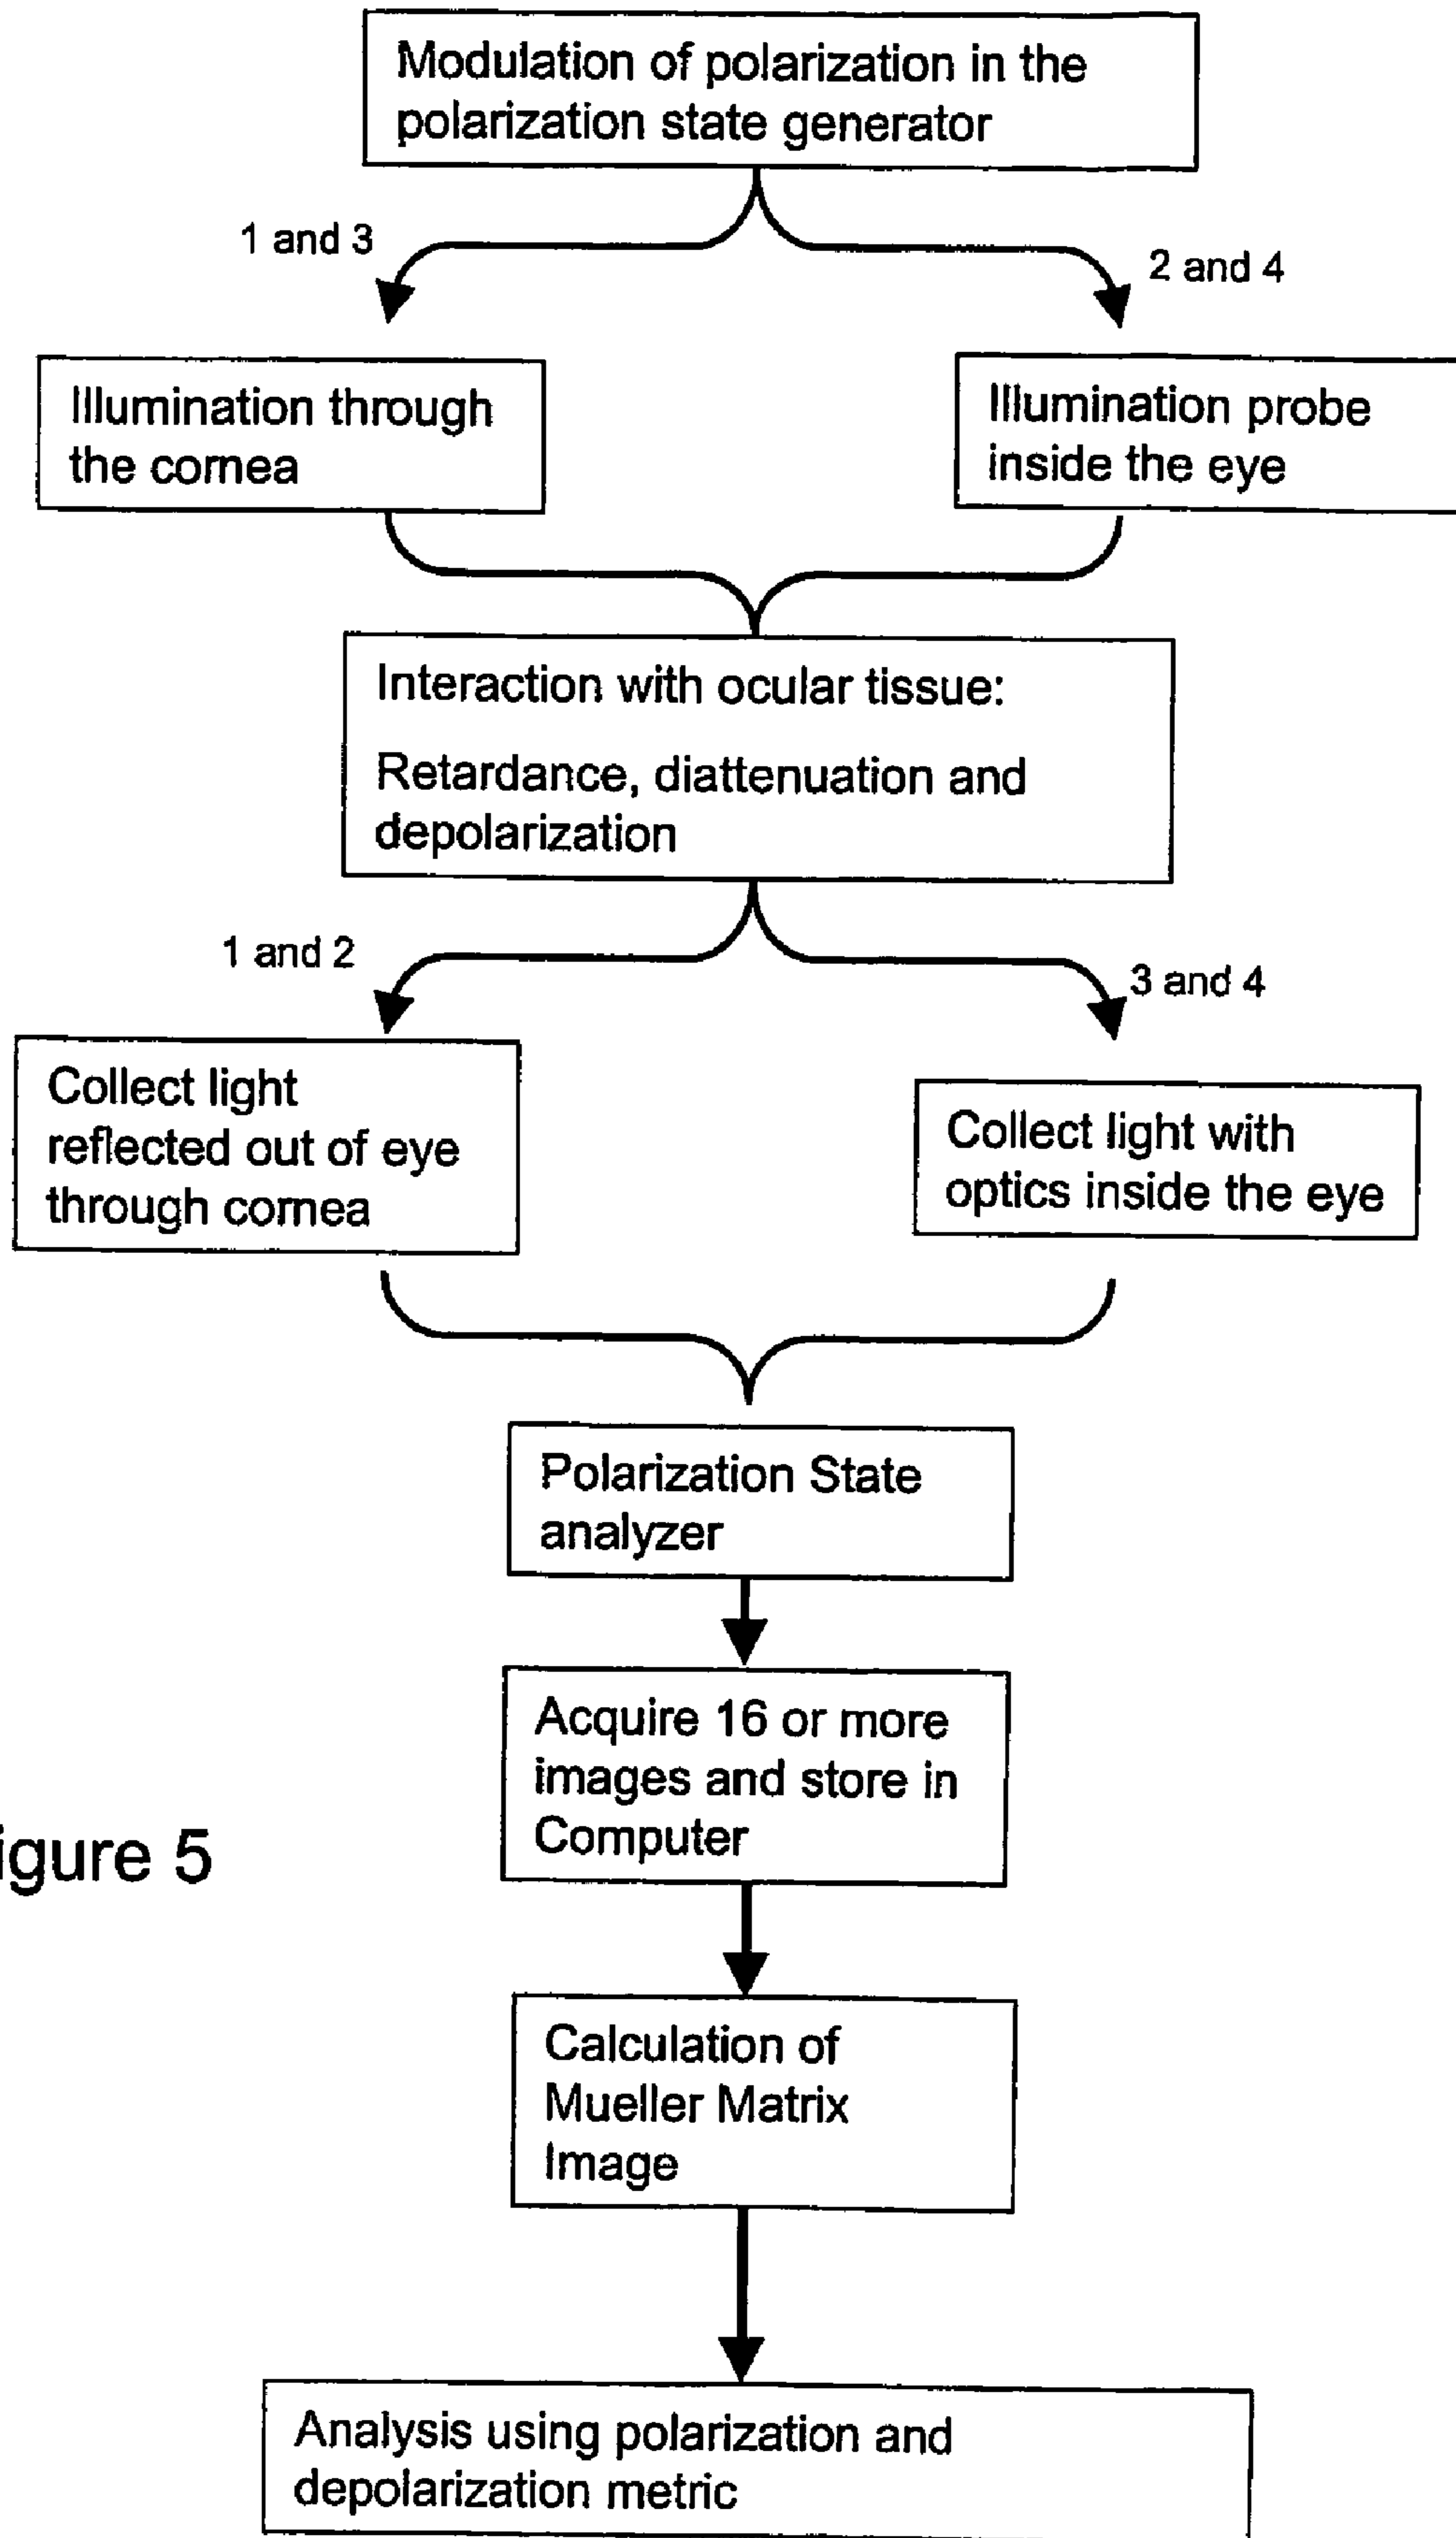 Modulation of polarization in the
polarization state generator
1 and 3
2 and 4
Illumination through
the cornea
Illumination probe
inside the eye
Interaction with ocular tissue:
Retardance, diattenuation and
depolarization
1 and 2
3 and 4
Collect light
reflected out of eye
through cornea
Collect light with
optics inside the eye
Polarization State
analyzer
Acquire 16 or more
images and store in
Computer
igure 5
Calculation of
Mueller Matrix
Image
Analysis using polarization and
depolarization metric